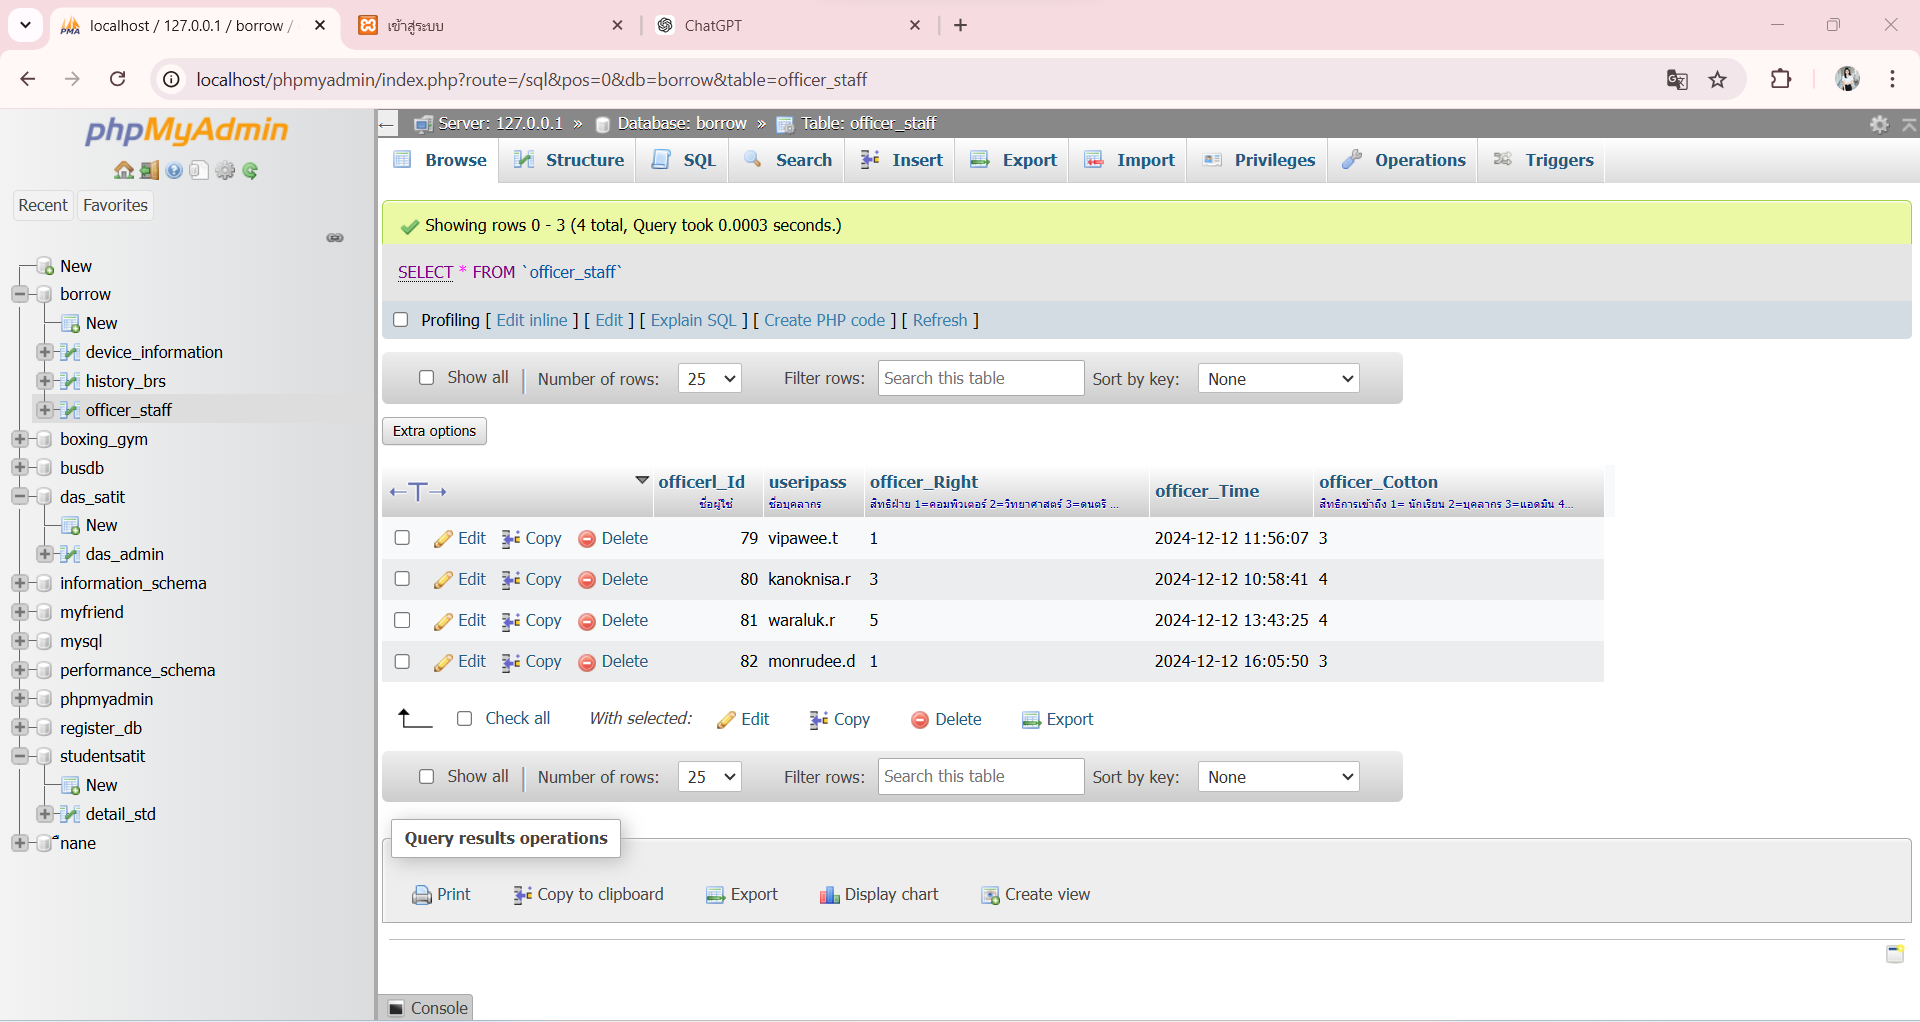 localhost / 127.0.0.1 / borrow /
เข้าสู่ระบบ
ChatGPT
localhost/phpmyadmin/index.php?route=/sql&pos=0&db=borrow&table=officer_staff
phpMyAdmin
Recent Favorites
New
borrow
New
device_information
history_brs
officer_staff
boxing_gym
busdb
das_satit
New
das_admin
information_schema
myfriend
mysql
performance_schema
phpmyadmin
register_db
studentsatit
New
detail_std
nane
Server: 127.0.0.1 » Database: borrow » Table: officer_staff
Browse Structure SQL Search Insert Export Import Privileges Operations Triggers
Showing rows 0 - 3 (4 total, Query took 0.0003 seconds.)
SELECT * FROM `officer_staff`
Profiling [ Edit inline ] [ Edit ] [ Explain SQL ] [ Create PHP code ] [ Refresh ]
Show all Number of rows: 25 Filter rows: Search this table Sort by key: None
Extra options
officerl_Id useripass officer_Right officer_Time officer_Cotton
ชื่อผู้ใช้ ชื่อบุคลากร สิทธิฝ่าย 1=คอมพิวเตอร์ 2=วิทยาศาสตร์ 3=ดนตรี ... สิทธิการเข้าถึง 1= นักเรียน 2=บุคลากร 3=แอดมิน 4...
Edit Copy Delete 79 vipawee.t 1 2024-12-12 11:56:07 3
Edit Copy Delete 80 kanoknisa.r 3 2024-12-12 10:58:41 4
Edit Copy Delete 81 waraluk.r 5 2024-12-12 13:43:25 4
Edit Copy Delete 82 monrudee.d 1 2024-12-12 16:05:50 3
Check all With selected: Edit Copy Delete Export
Show all Number of rows: 25 Filter rows: Search this table Sort by key: None
Query results operations
Print Copy to clipboard Export Display chart Create view
Console